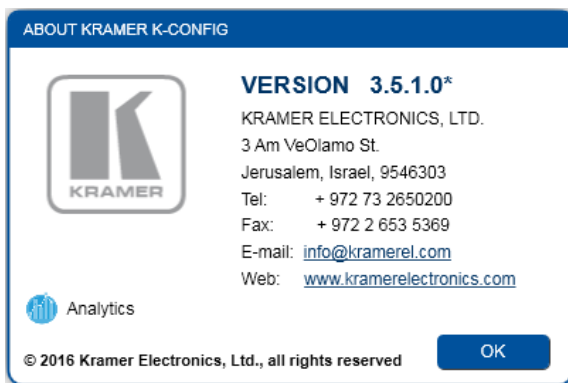 ABOUT KRAMER K-CONFIG
KRAMER
VERSION 3.5.1.0*
KRAMER ELECTRONICS, LTD.
3 Am VeOlamo St.
Jerusalem, Israel, 9546303
Tel: + 972 73 2650200
Fax: + 972 2 653 5369
E-mail: info@kramerel.com
Web: www.kramerelectronics.com
Analytics
© 2016 Kramer Electronics, Ltd., all rights reserved
OK